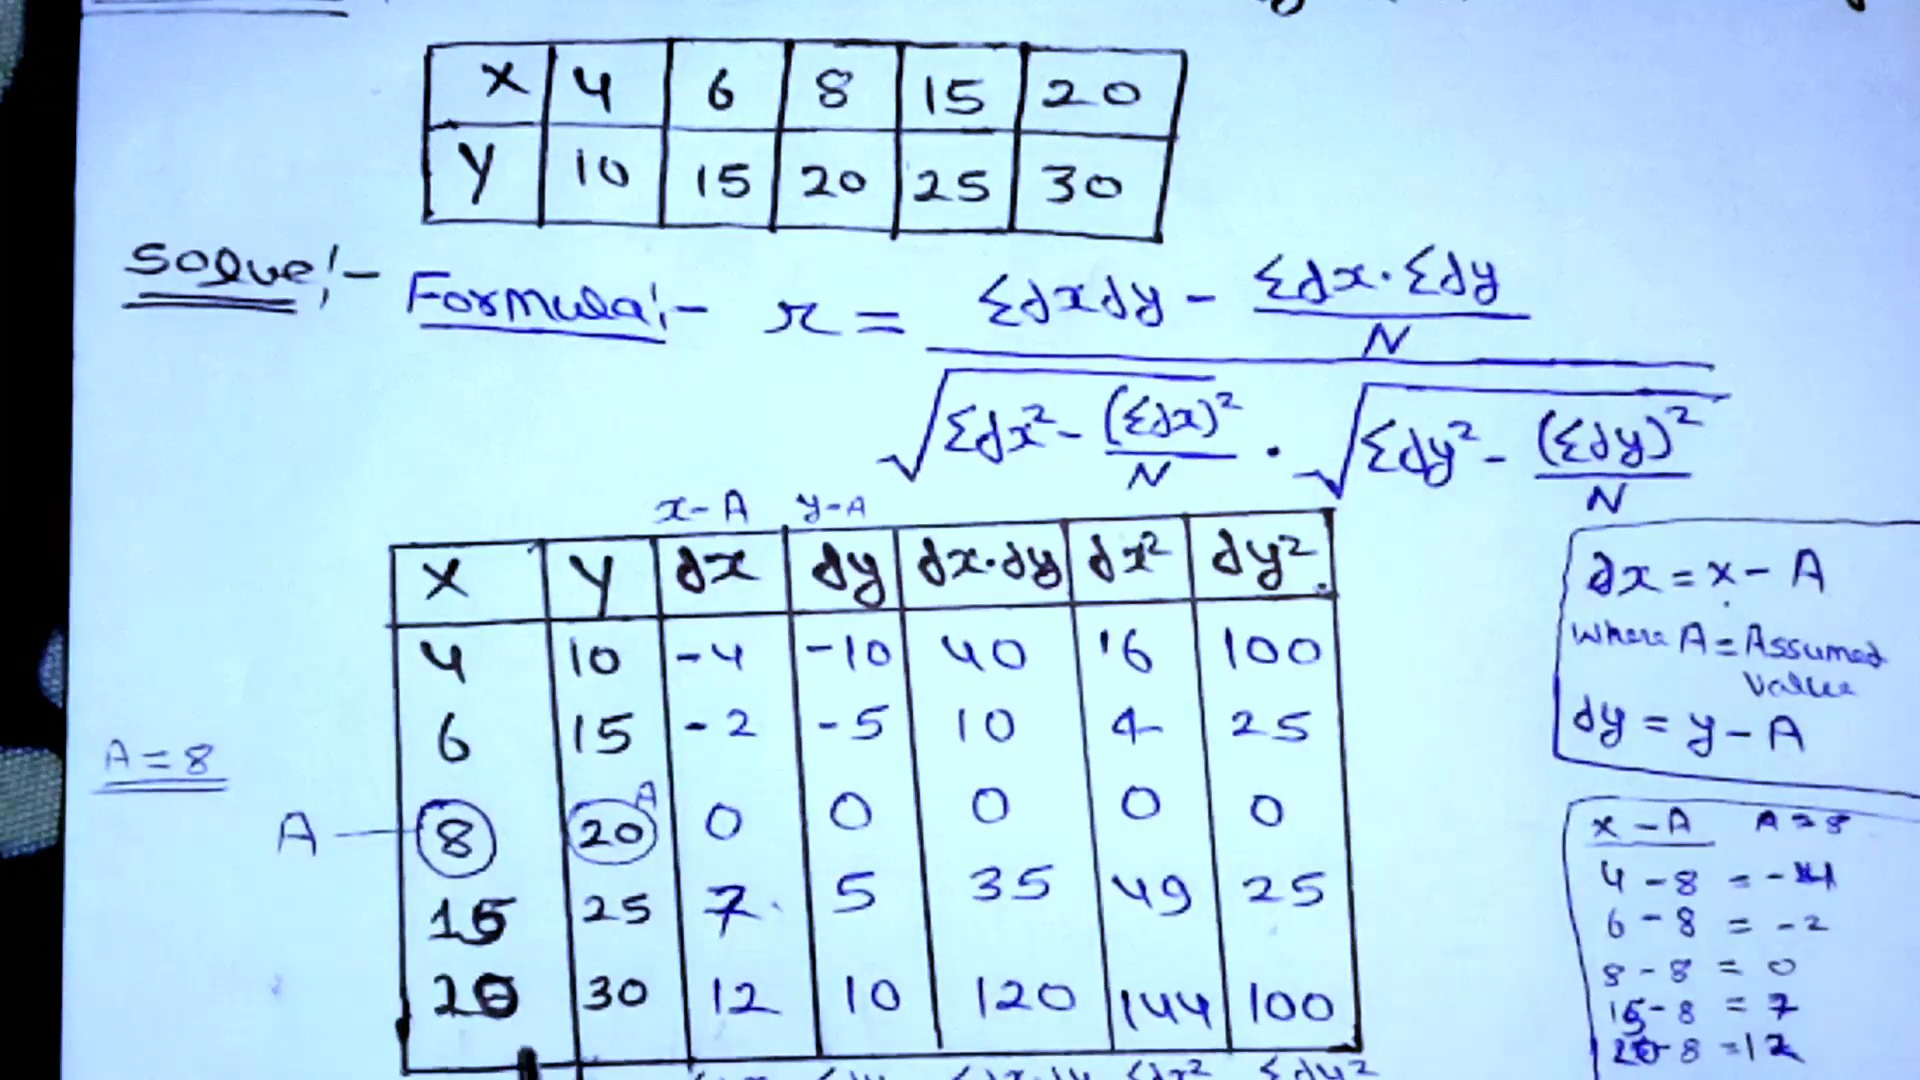 X 4 6 8 15 20
Y 10 15 20 25 30
Solve:- Formula:- r = (Σdxdy - (Σdx·Σdy)/N) / (√(Σdx² - (Σdx)²/N) · √(Σdy² - (Σdy)²/N))
x-A y-A
X Y dx dy dx·dy dx² dy²
4 10 -4 -10 40 16 100
6 15 -2 -5 10 4 25
A 8 20 A 0 0 0 0 0
15 25 7 5 35 49 25
20 30 12 10 120 144 100
Σdx² Σdy²
A = 8
dx = x - A
where A = Assumed
Value
dy = y - A
x - A A = 8
4 - 8 = -4
6 - 8 = -2
8 - 8 = 0
15 - 8 = 7
20 - 8 = 12